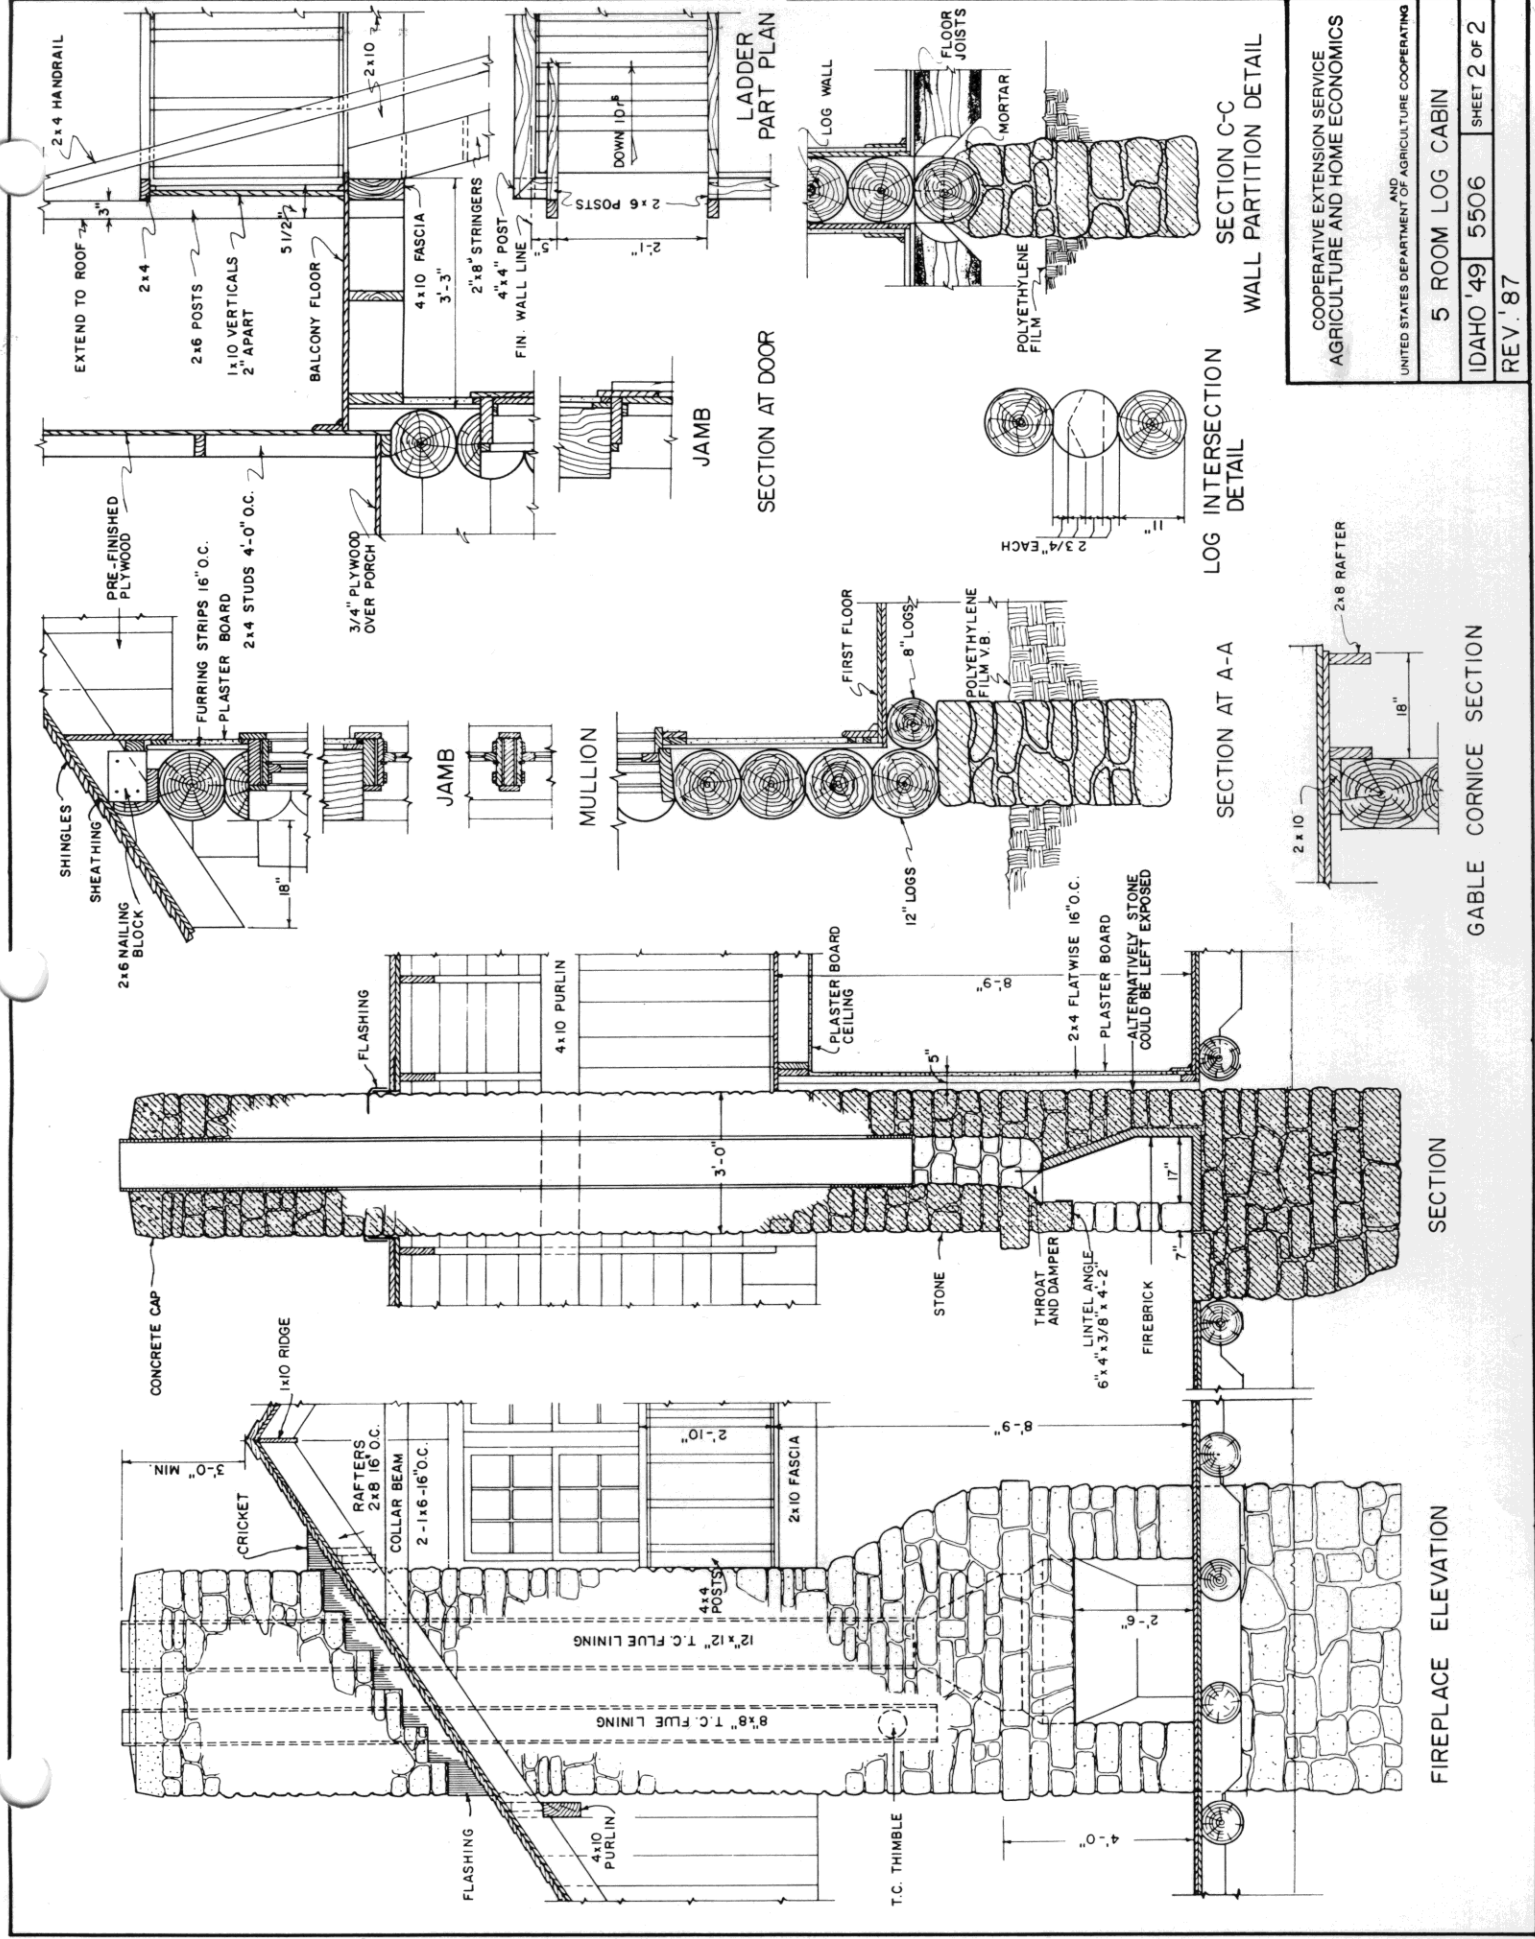 CONCRETE CAP
3'-0" MIN.
1x10 RIDGE
CRICKET
RAFTERS
2x8 16" O.C.
COLLAR BEAM
2-1x6-16" O.C.
FLASHING
4x10
PURLIN
12"x12" T.C. FLUE LINING
8"x8" T.C. FLUE LINING
4x4
POSTS
2'-10"
2x10 FASCIA
8'-9"
T.C. THIMBLE
4'-0"
2'-6"
FIREPLACE ELEVATION
FLASHING
4x10 PURLIN
PLASTER BOARD
CEILING
8'-9"
3'-0"
5"
STONE
2x4 FLATWISE 16" O.C.
PLASTER BOARD
ALTERNATIVELY STONE
COULD BE LEFT EXPOSED
THROAT
AND DAMPER
LINTEL ANGLE
6"x4"x3/8"x4'-2"
FIREBRICK
17"
7"
SECTION
SHINGLES
SHEATHING
2x6 NAILING
BLOCK
18"
PRE-FINISHED
PLYWOOD
FURRING STRIPS 16" O.C.
PLASTER BOARD
2x4 STUDS 4'-0" O.C.
3/4" PLYWOOD
OVER PORCH
JAMB
MULLION
FIRST FLOOR
8" LOGS
12" LOGS
POLYETHYLENE
FILM V.B.
SECTION AT A-A
2x10
2x8 RAFTER
18"
GABLE CORNICE SECTION
2x4 HANDRAIL
EXTEND TO ROOF
3"
2x4
2x6 POSTS
1x10 VERTICALS
2" APART
5 1/2"
BALCONY FLOOR
2x10
4x10 FASCIA
3'-3"
2"x8" STRINGERS
4"x4" POST
FIN. WALL LINE
JAMB
SECTION AT DOOR
DOWN 10 rs
2x6 POSTS
5"
2'-1"
LADDER
PART PLAN
LOG WALL
FLOOR
JOISTS
MORTAR
POLYETHYLENE
FILM
SECTION C-C
WALL PARTITION DETAIL
2 3/4" EACH
11"
LOG INTERSECTION
DETAIL
COOPERATIVE EXTENSION SERVICE
AGRICULTURE AND HOME ECONOMICS
AND
UNITED STATES DEPARTMENT OF AGRICULTURE COOPERATING
5 ROOM LOG CABIN
IDAHO '49 5506 SHEET 2 OF 2
REV. '87